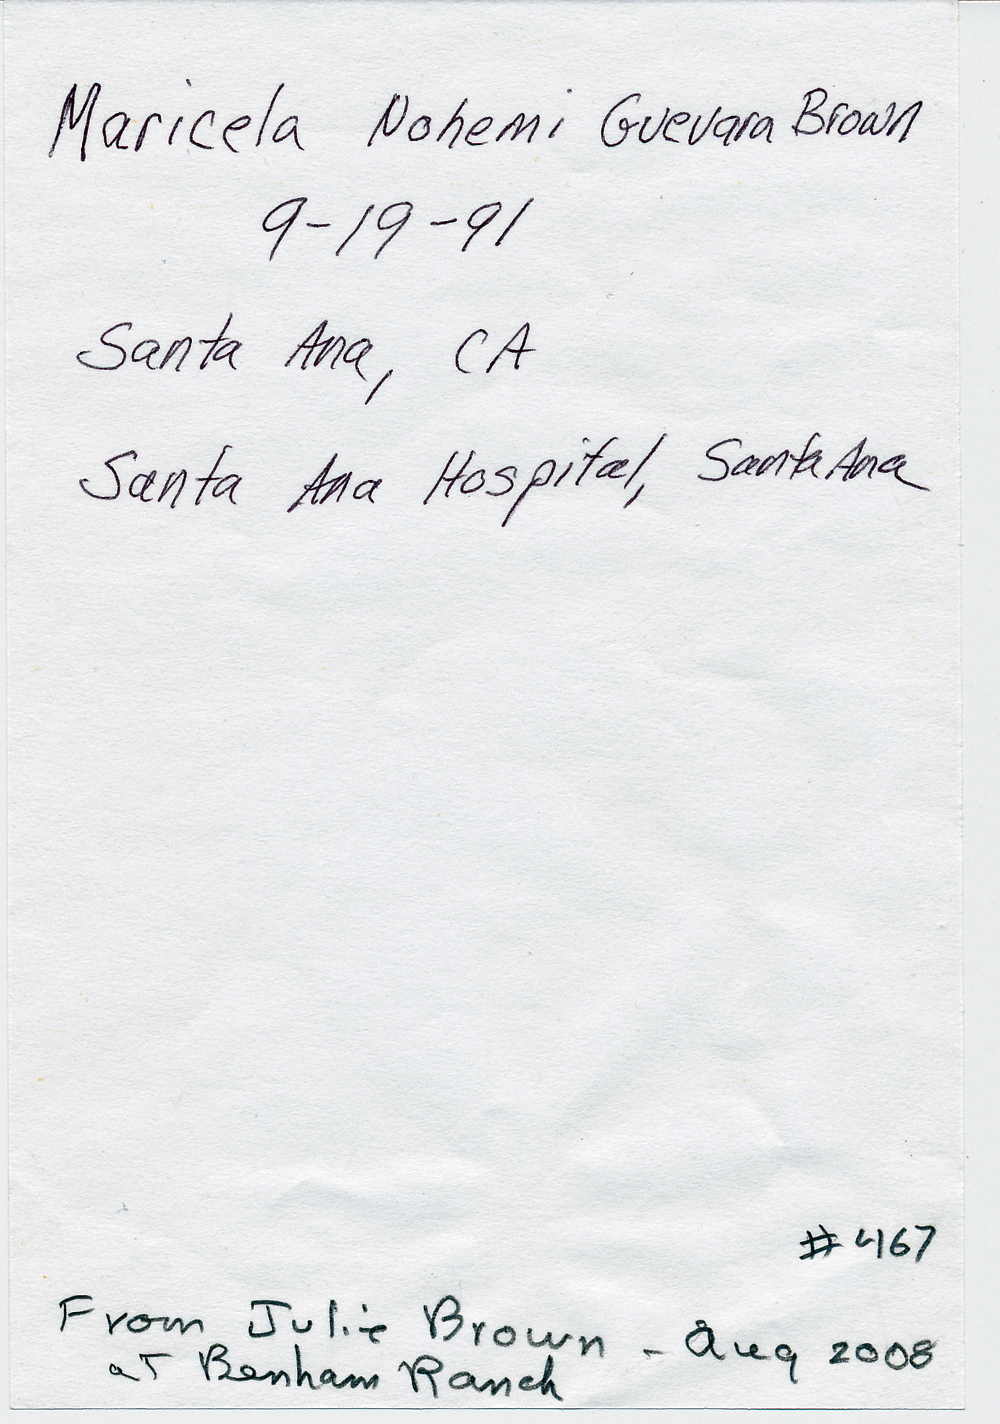 Maricela Nohemi Guevara Brown
9-19-91
Santa Ana, CA
Santa Ana Hospital, Santa Ana
#467
From Julie Brown - Aug 2008
at Benham Ranch